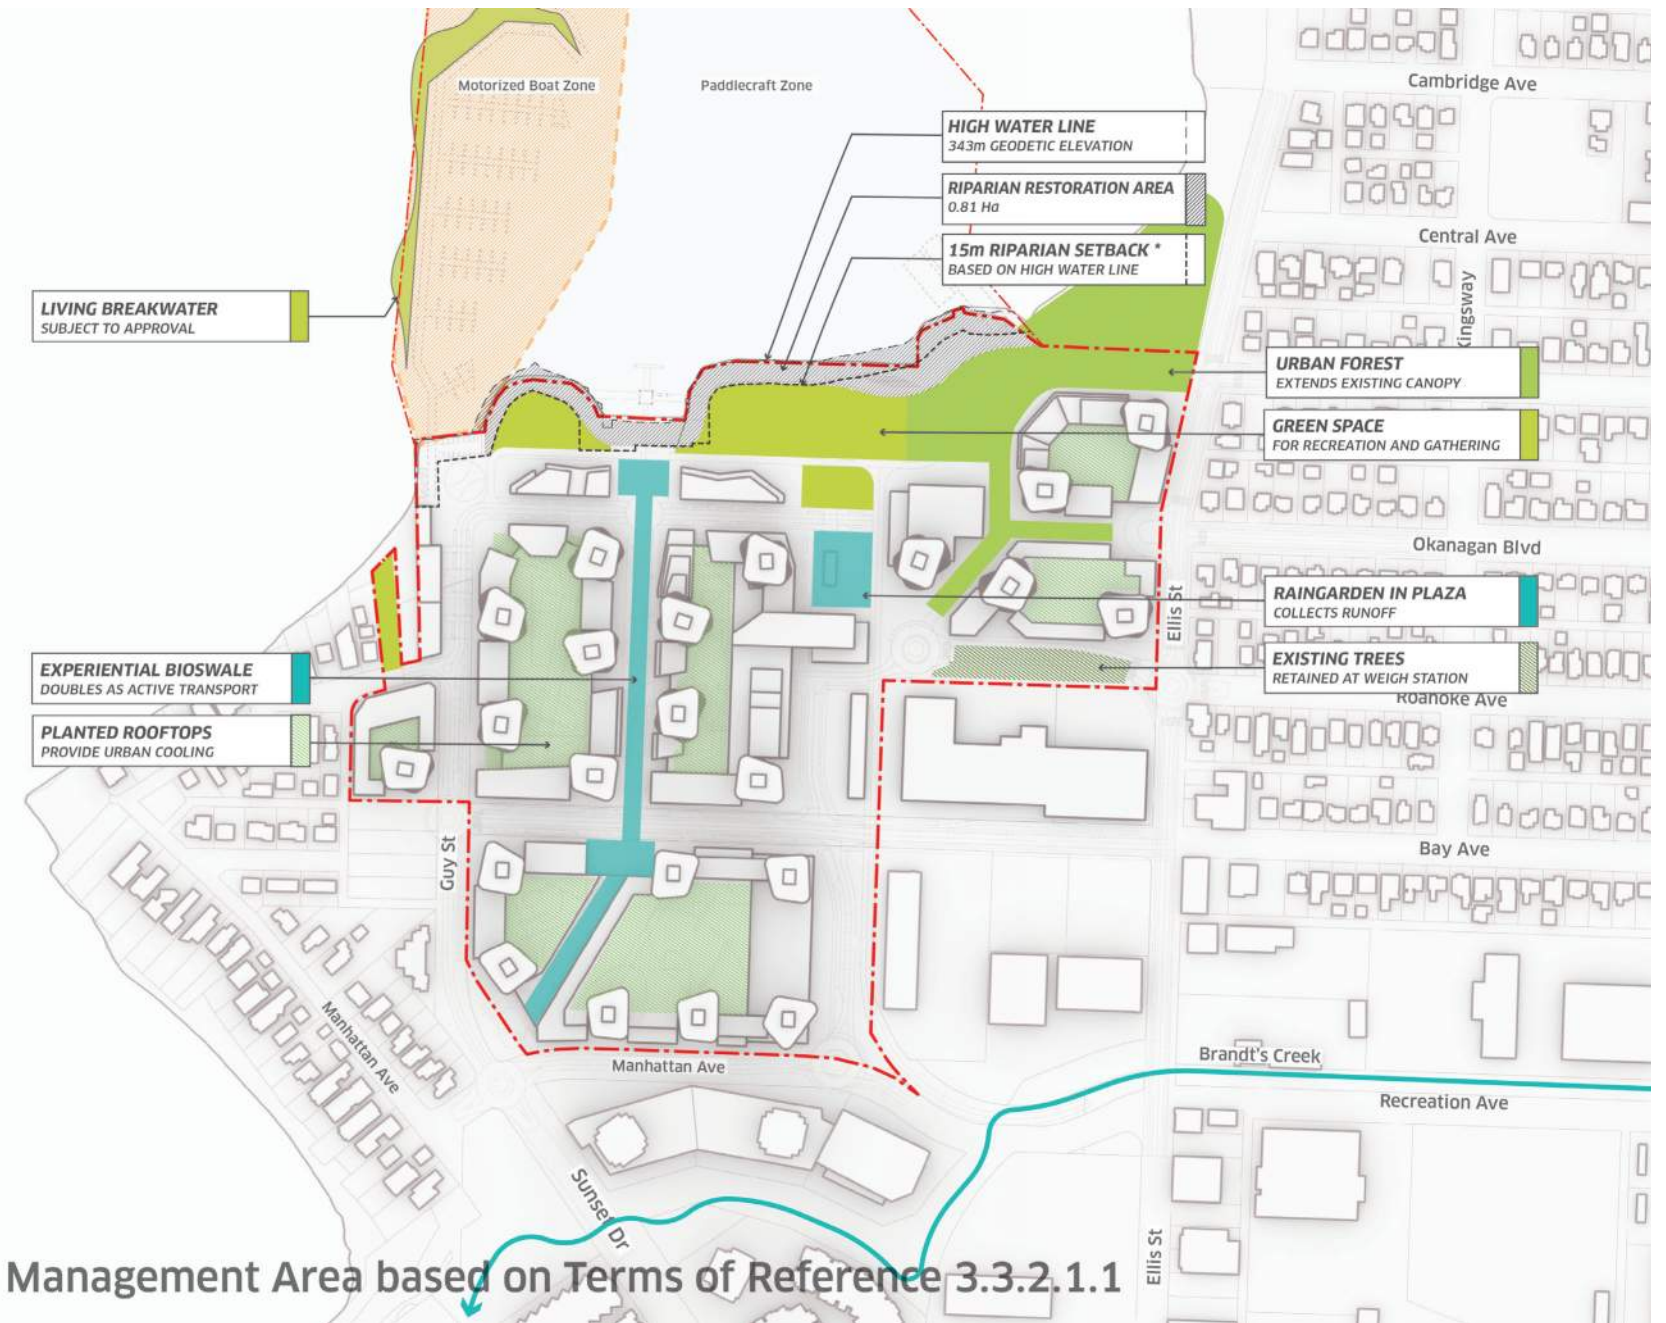 Motorized Boat Zone
Paddlecraft Zone
Cambridge Ave
HIGH WATER LINE
343m GEODETIC ELEVATION
RIPARIAN RESTORATION AREA
0.81 Ha
15m RIPARIAN SETBACK *
BASED ON HIGH WATER LINE
Central Ave
Kingsway
LIVING BREAKWATER
SUBJECT TO APPROVAL
URBAN FOREST
EXTENDS EXISTING CANOPY
GREEN SPACE
FOR RECREATION AND GATHERING
Okanagan Blvd
RAINGARDEN IN PLAZA
COLLECTS RUNOFF
Ellis St
EXISTING TREES
RETAINED AT WEIGH STATION
Roanoke Ave
EXPERIENTIAL BIOSWALE
DOUBLES AS ACTIVE TRANSPORT
PLANTED ROOFTOPS
PROVIDE URBAN COOLING
Guy St
Bay Ave
Manhattan Ave
Manhattan Ave
Brandt's Creek
Recreation Ave
Sunset Dr
Ellis St
Management Area based on Terms of Reference 3.3.2.1.1